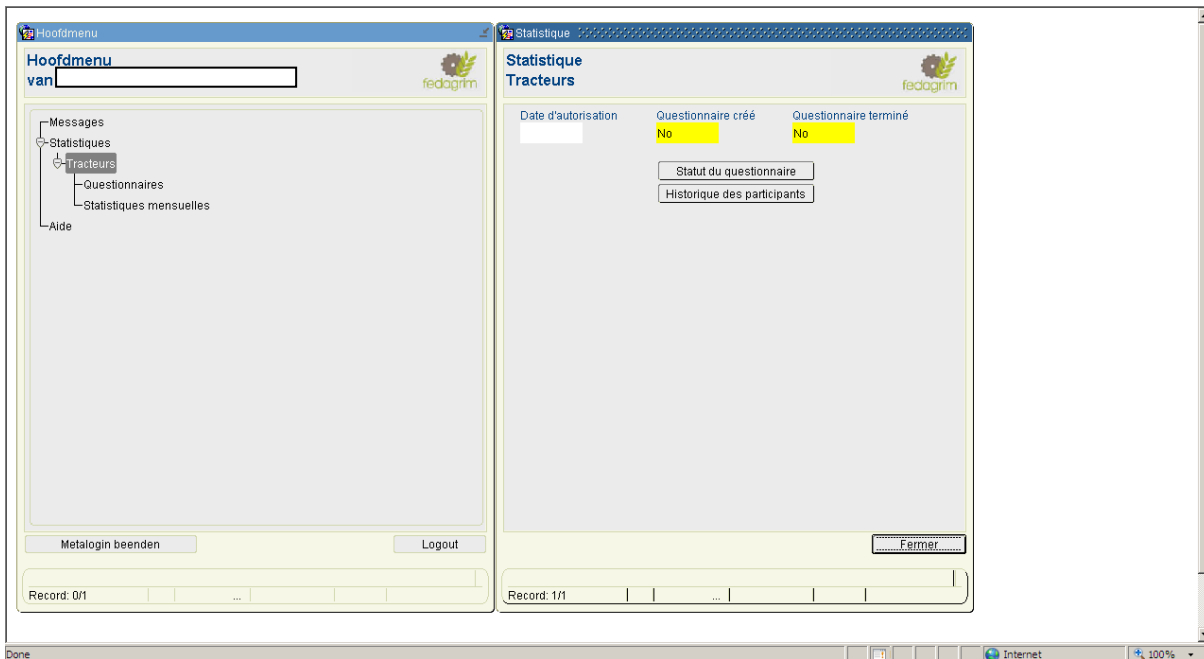 Hoofdmenu
Hoofdmenu
van
fedagrim
Messages
Statistiques
Tracteurs
Questionnaires
Statistiques mensuelles
Aide
Metalogin beenden
Logout
Record: 0/1
...
Statistique
Statistique
Tracteurs
fedagrim
Date d'autorisation Questionnaire créé Questionnaire terminé
No No
Statut du questionnaire
Historique des participants
Fermer
Record: 1/1
...
Done Internet 100%